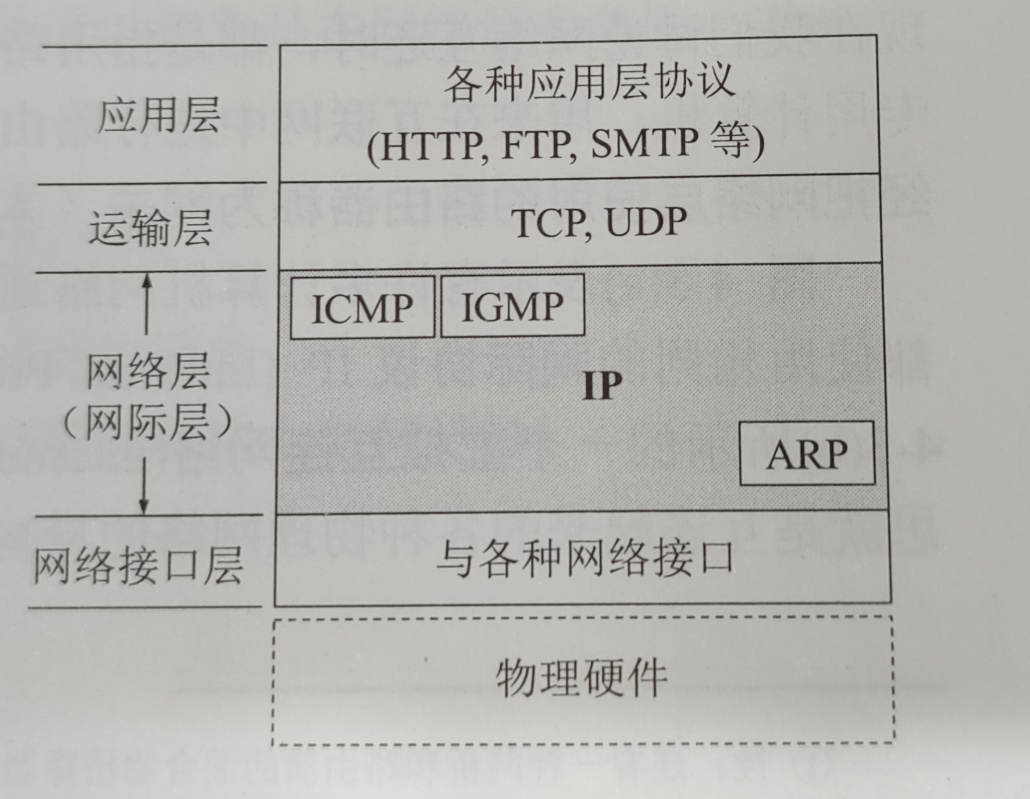 应用层
各种应用层协议
(HTTP, FTP, SMTP 等)
运输层
TCP, UDP
ICMP
IGMP
网络层
（网际层）
IP
ARP
网络接口层
与各种网络接口
物理硬件